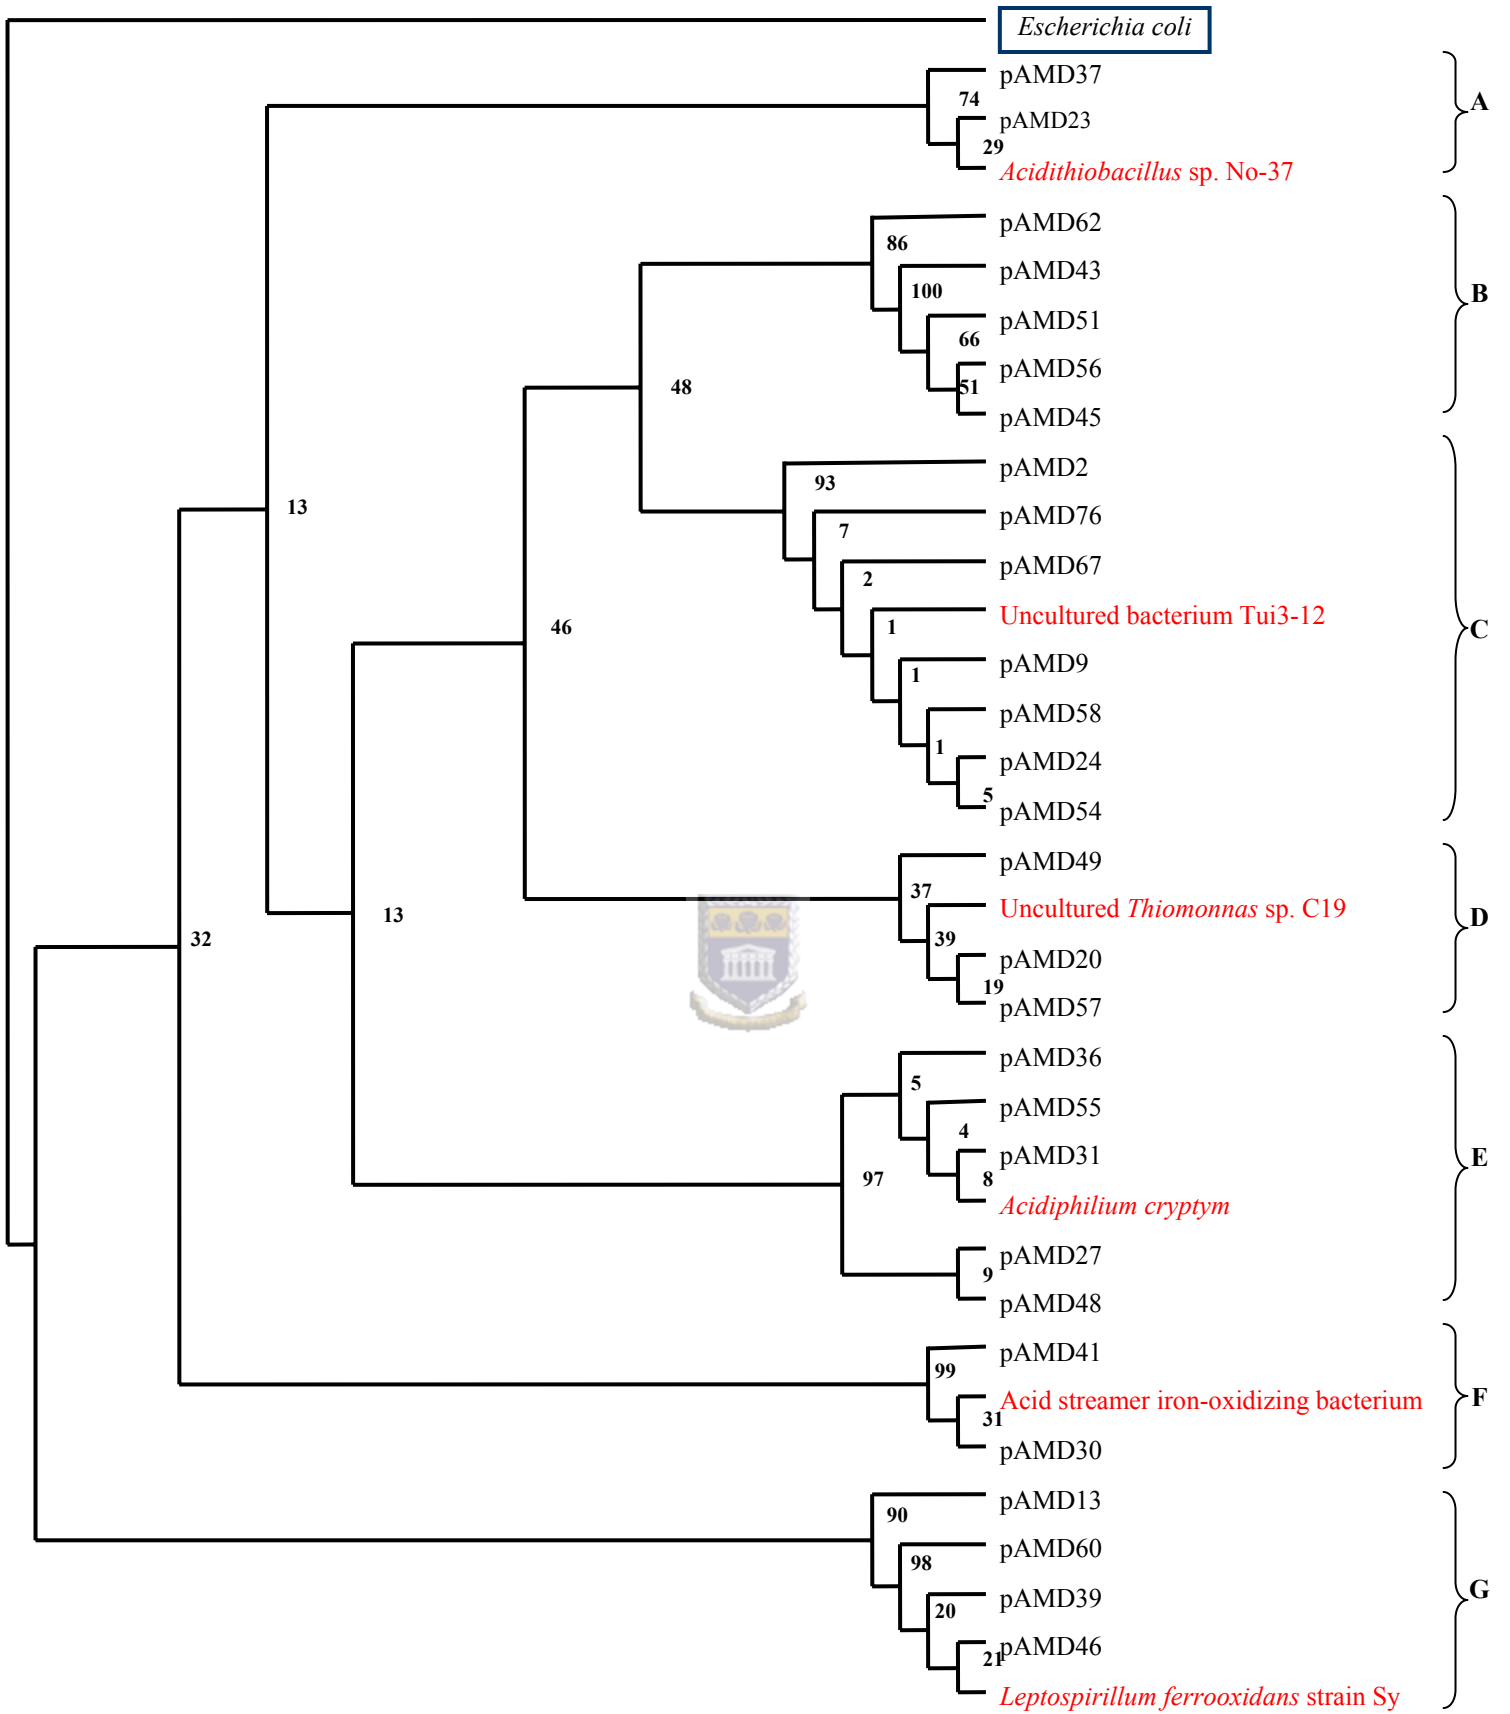 Escherichia coli
pAMD37
74
A
pAMD23
29
Acidithiobacillus sp. No-37
pAMD62
86
pAMD43
100
B
pAMD51
66
pAMD56
51
48
pAMD45
pAMD2
93
13
pAMD76
7
pAMD67
2
Uncultured bacterium Tui3-12
1
46
C
pAMD9
1
pAMD58
1
pAMD24
5
pAMD54
pAMD49
37
Uncultured Thiomonnas sp. C19
13
D
32
39
pAMD20
19
pAMD57
pAMD36
5
pAMD55
4
pAMD31
E
97
8
Acidiphilium cryptym
pAMD27
9
pAMD48
pAMD41
99
Acid streamer iron-oxidizing bacterium
F
31
pAMD30
pAMD13
90
pAMD60
98
G
pAMD39
20
pAMD46
21
Leptospirillum ferrooxidans strain Sy